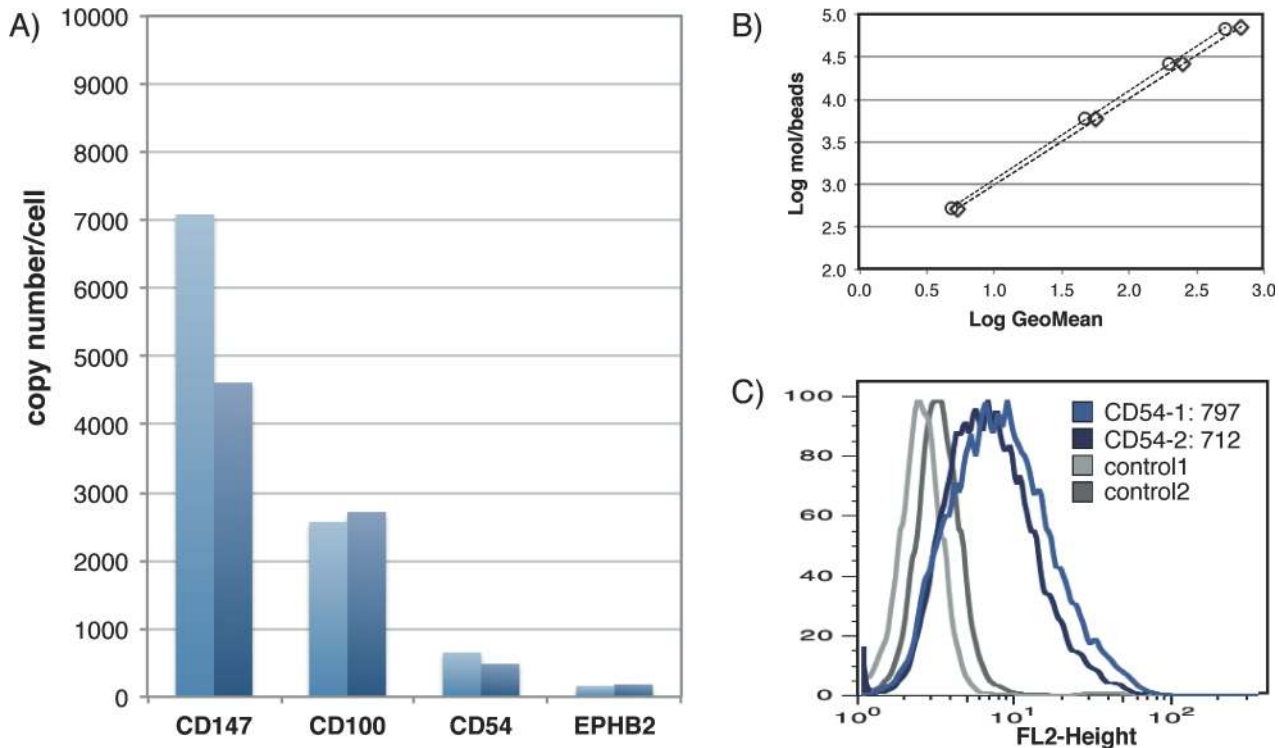 A)
10000
9000
8000
7000
6000
5000
4000
3000
2000
1000
0
copy number/cell
CD147 CD100 CD54 EPHB2
B)
5.0
4.5
4.0
3.5
3.0
2.5
2.0
Log mol/beads
0.0 0.5 1.0 1.5 2.0 2.5 3.0
Log GeoMean
C)
100
80
60
40
20
0
CD54-1: 797
CD54-2: 712
control1
control2
10⁰ 10¹ 10²
FL2-Height